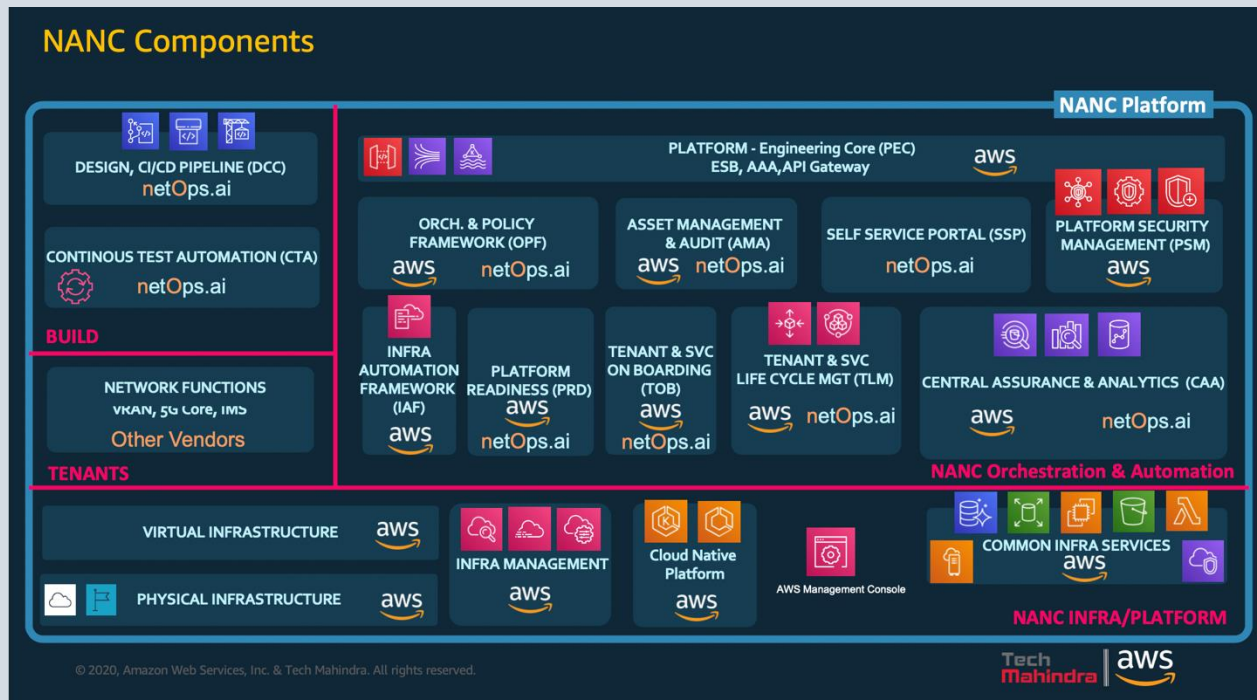 NANC Components
NANC Platform
DESIGN, CI/CD PIPELINE (DCC)
netOps.ai
CONTINOUS TEST AUTOMATION (CTA)
netOps.ai
BUILD
NETWORK FUNCTIONS
vRAN, 5G Core, IMS
Other Vendors
TENANTS
PLATFORM - Engineering Core (PEC)
ESB, AAA,API Gateway
aws
ORCH. & POLICY
FRAMEWORK (OPF)
aws netOps.ai
ASSET MANAGEMENT
& AUDIT (AMA)
aws netOps.ai
SELF SERVICE PORTAL (SSP)
netOps.ai
PLATFORM SECURITY
MANAGEMENT (PSM)
aws
INFRA
AUTOMATION
FRAMEWORK
(IAF)
aws
PLATFORM
READINESS (PRD)
aws
netOps.ai
TENANT & SVC
ON BOARDING
(TOB)
aws
netOps.ai
TENANT & SVC
LIFE CYCLE MGT (TLM)
aws netOps.ai
CENTRAL ASSURANCE & ANALYTICS (CAA)
aws netOps.ai
NANC Orchestration & Automation
VIRTUAL INFRASTRUCTURE aws
PHYSICAL INFRASTRUCTURE aws
INFRA MANAGEMENT
aws
K
Cloud Native
Platform
aws
AWS Management Console
COMMON INFRA SERVICES
aws
NANC INFRA/PLATFORM
© 2020, Amazon Web Services, Inc. & Tech Mahindra. All rights reserved.
Tech
Mahindra
aws